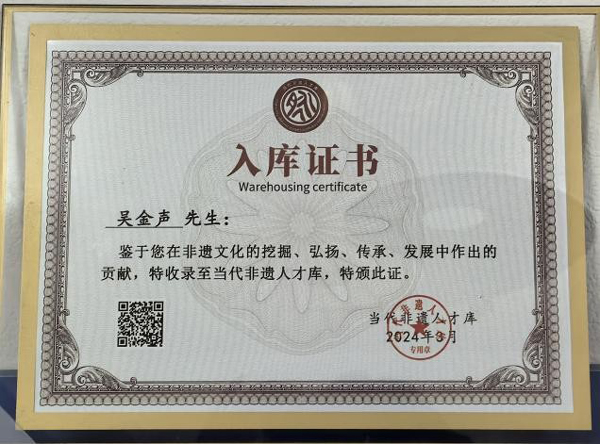 入库证书
Warehousing certificate
吴金声 先生：
鉴于您在非遗文化的挖掘、弘扬、传承、发展中作出的
贡献，特收录至当代非遗人才库，特颁此证。
当代非遗人才库
2024年3月
专用章